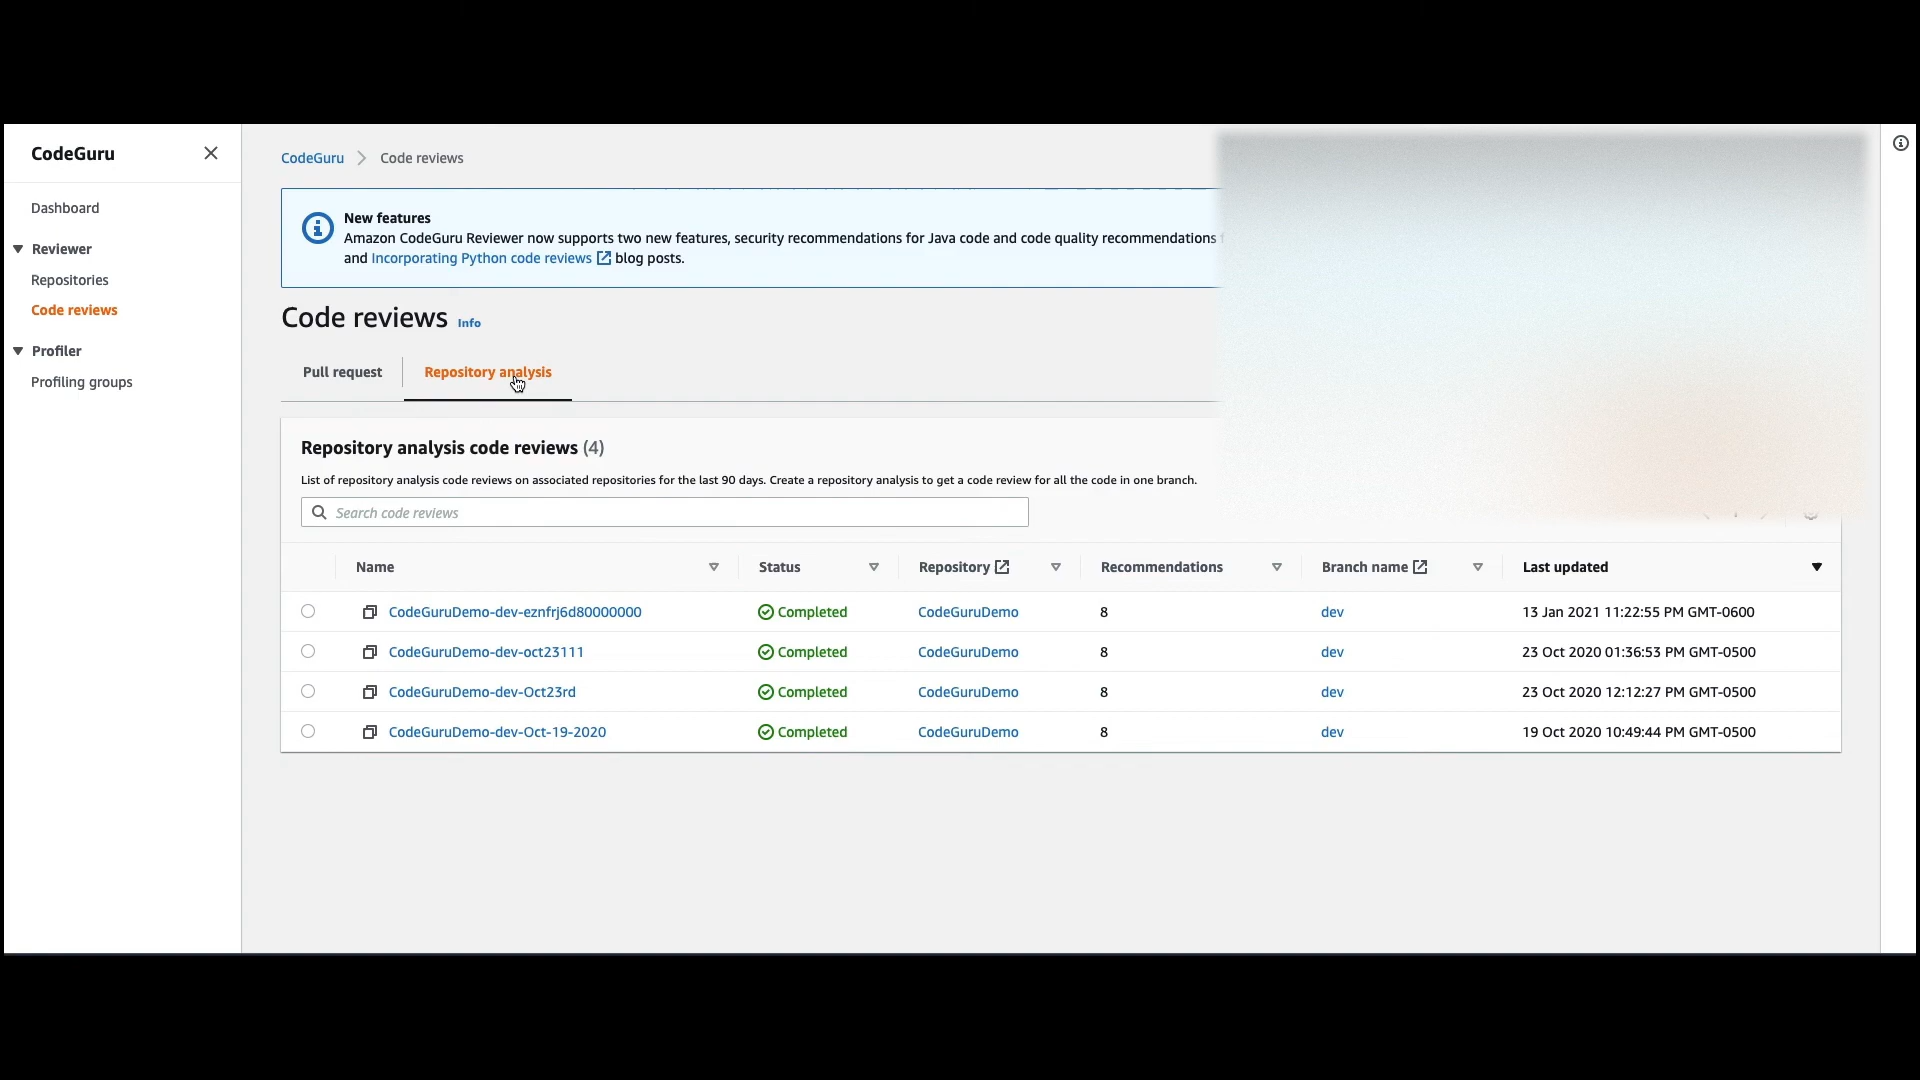 CodeGuru
Dashboard
Reviewer
Repositories
Code reviews
Profiler
Profiling groups
CodeGuru Code reviews
New features
Amazon CodeGuru Reviewer now supports two new features, security recommendations for Java code and code quality recommendations
and Incorporating Python code reviews blog posts.
Code reviews Info
Pull request Repository analysis
Repository analysis code reviews (4)
List of repository analysis code reviews on associated repositories for the last 90 days. Create a repository analysis to get a code review for all the code in one branch.
Search code reviews
Name Status Repository Recommendations Branch name Last updated
CodeGuruDemo-dev-eznfrj6d80000000 Completed CodeGuruDemo 8 dev 13 Jan 2021 11:22:55 PM GMT-0600
CodeGuruDemo-dev-oct23111 Completed CodeGuruDemo 8 dev 23 Oct 2020 01:36:53 PM GMT-0500
CodeGuruDemo-dev-Oct23rd Completed CodeGuruDemo 8 dev 23 Oct 2020 12:12:27 PM GMT-0500
CodeGuruDemo-dev-Oct-19-2020 Completed CodeGuruDemo 8 dev 19 Oct 2020 10:49:44 PM GMT-0500